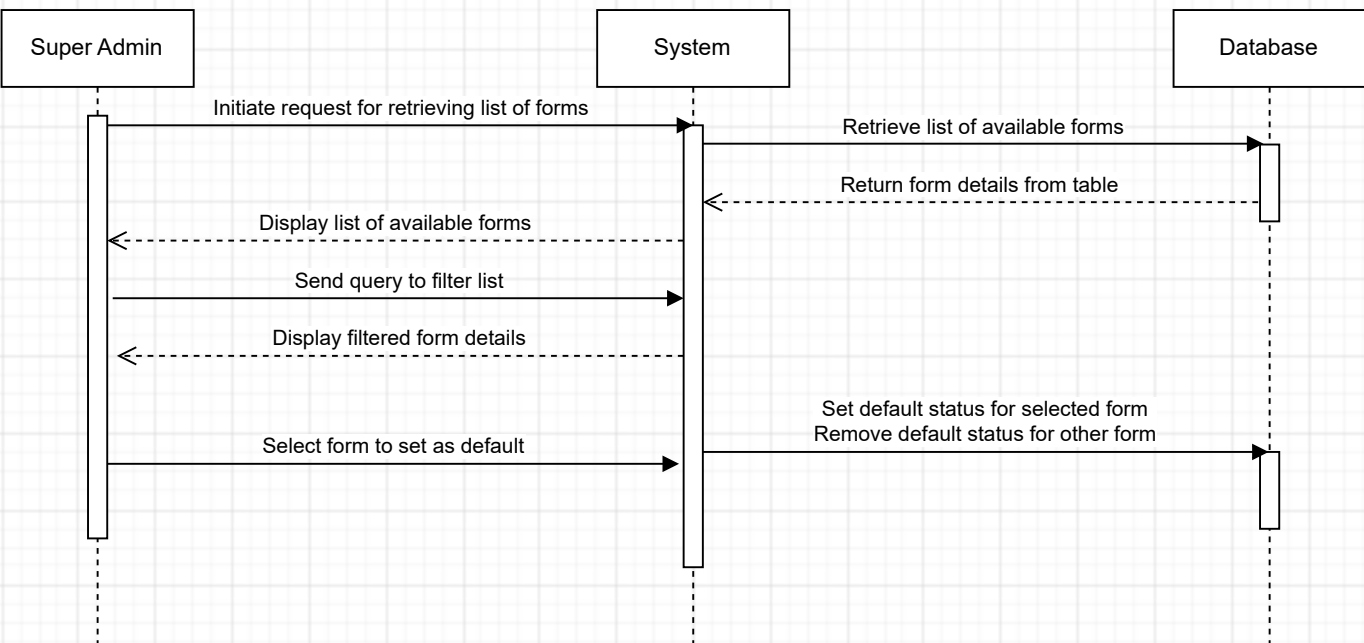 Super Admin
System
Database
Initiate request for retrieving list of forms
Retrieve list of available forms
Return form details from table
Display list of available forms
Send query to filter list
Display filtered form details
Set default status for selected form
Remove default status for other form
Select form to set as default